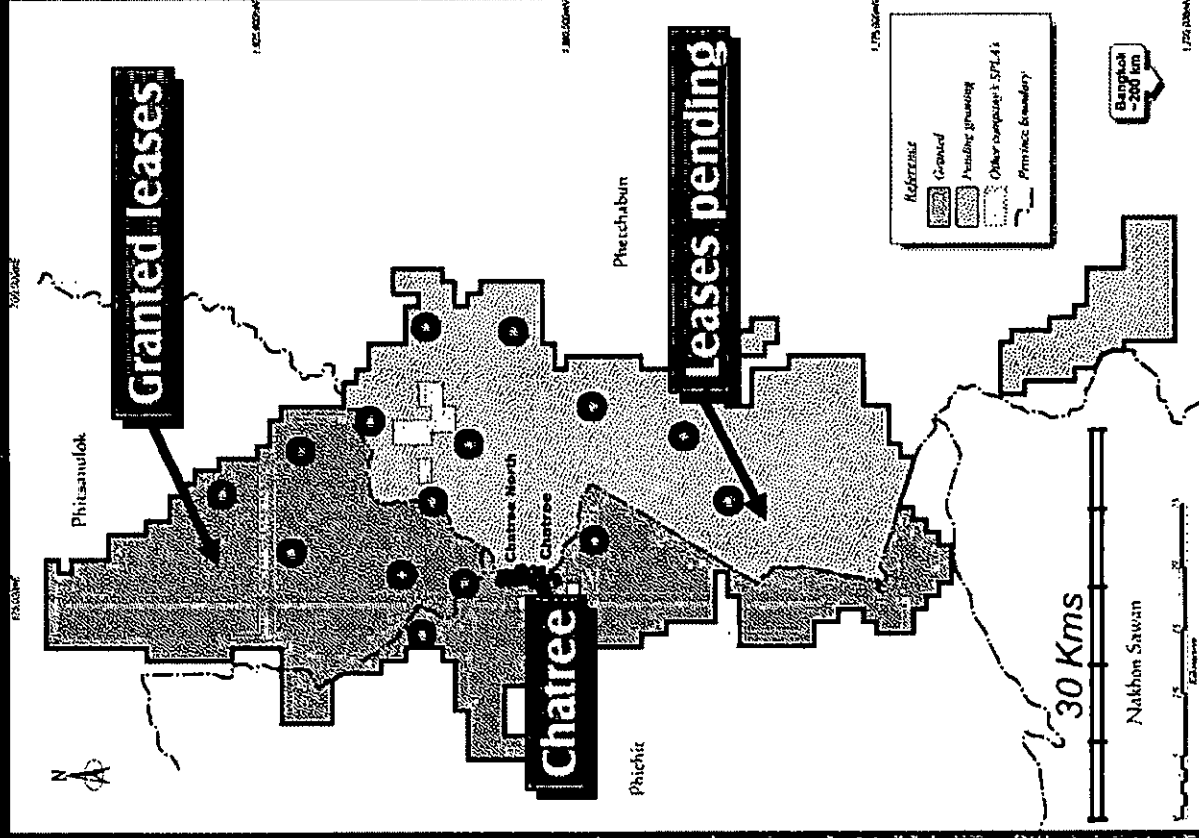 Granted leases
Phitsanulok
Phetchabun
Leases pending
Reference
Granted
Pending granting
Other company's SPLA's
Province boundary
Bangkok
~200 km
Chatree North
Chatree
Chatree
Phichit
N
30 Kms
Nakhon Sawan